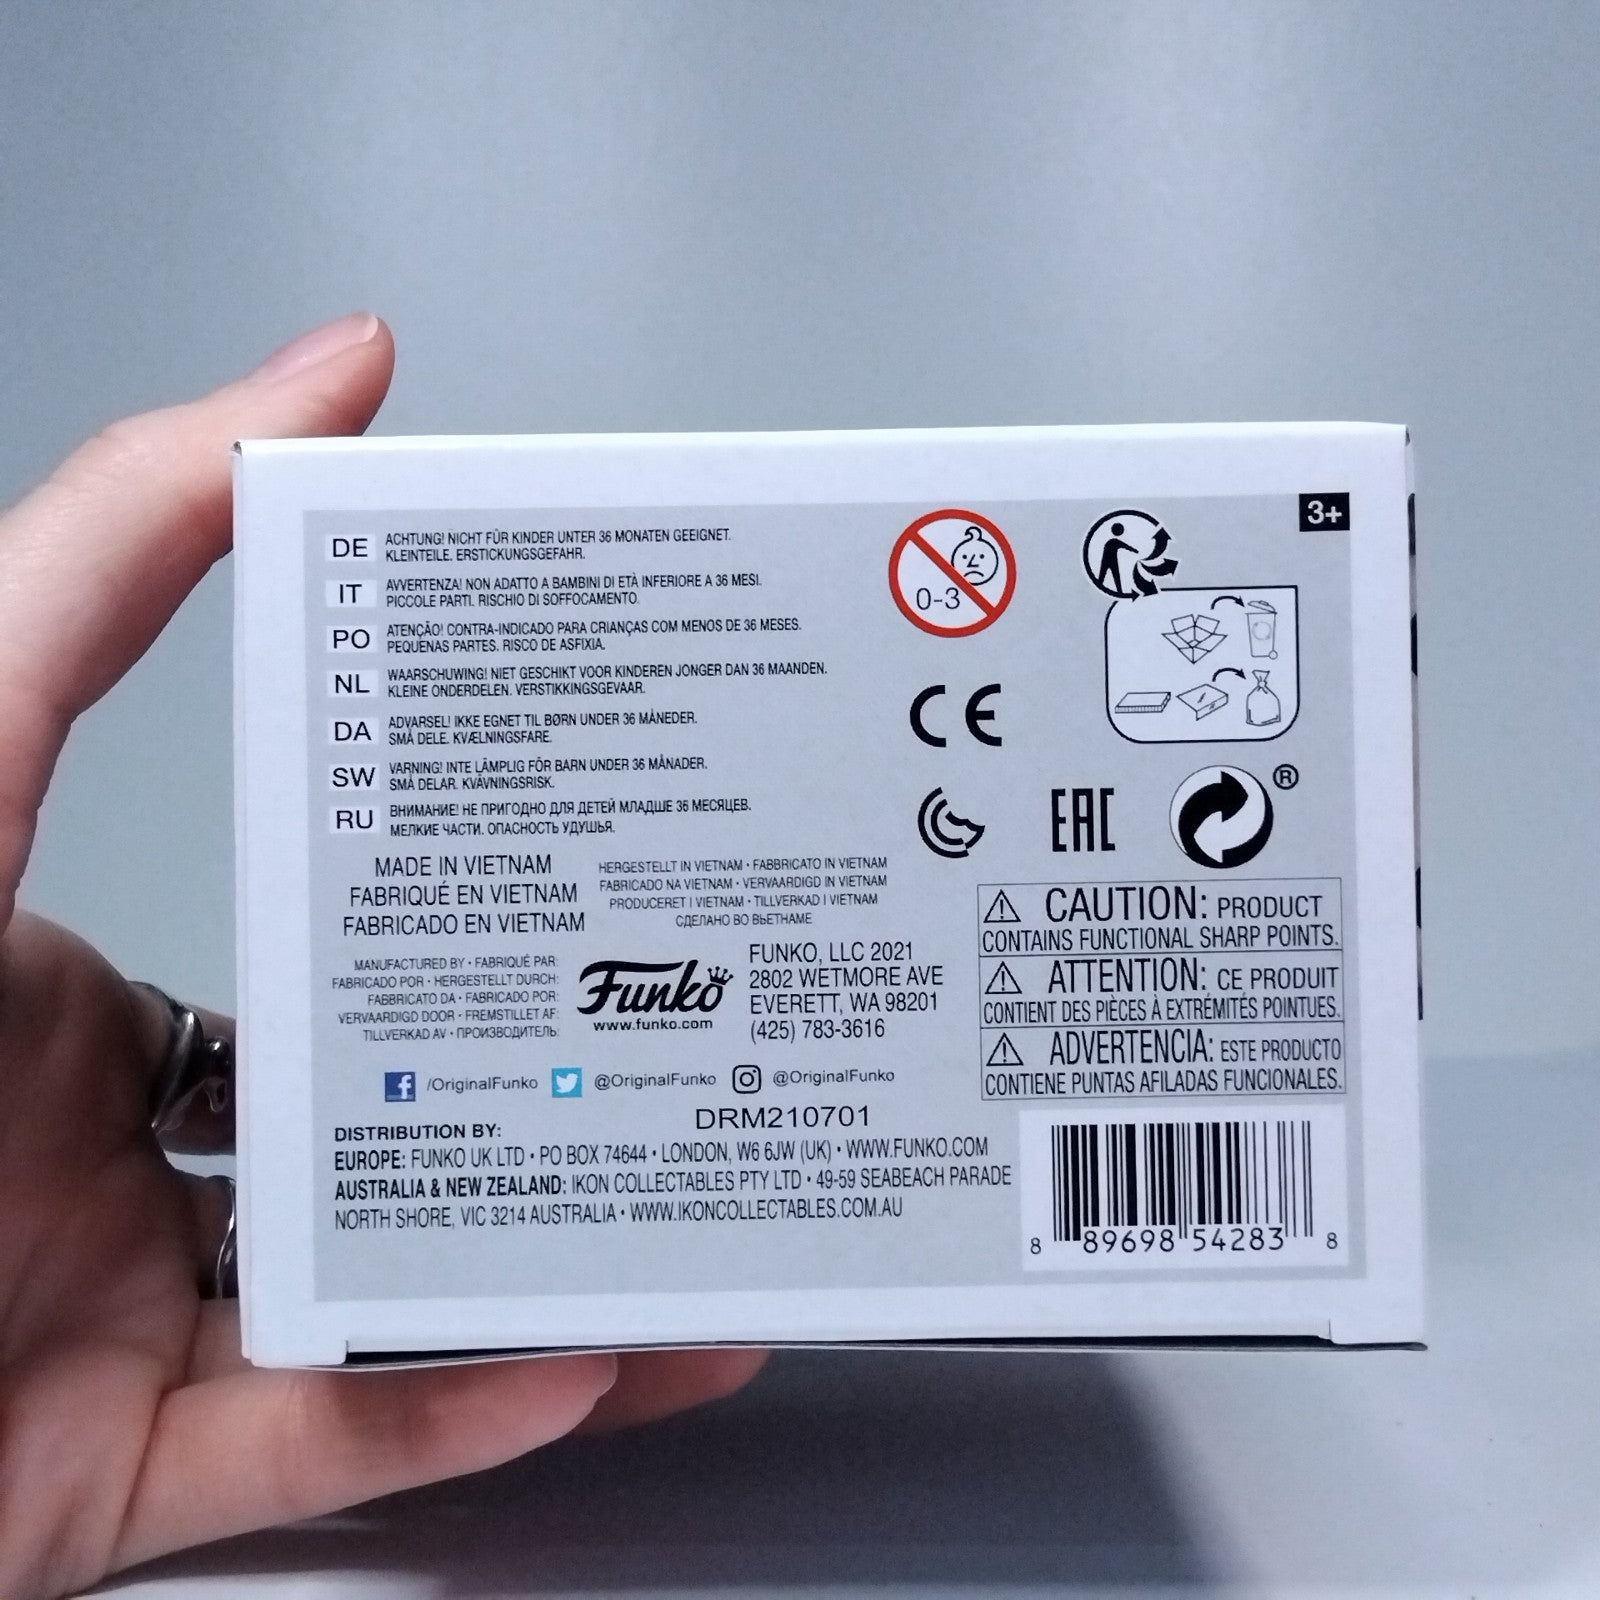 3+
DE ACHTUNG! NICHT FÜR KINDER UNTER 36 MONATEN GEEIGNET.
KLEINTEILE. ERSTICKUNGSGEFAHR.
IT AVVERTENZA! NON ADATTO A BAMBINI DI ETÀ INFERIORE A 36 MESI.
PICCOLE PARTI. RISCHIO DI SOFFOCAMENTO.
PO ATENÇÃO! CONTRA-INDICADO PARA CRIANÇAS COM MENOS DE 36 MESES.
PEQUENAS PARTES. RISCO DE ASFIXIA.
NL WAARSCHUWING! NIET GESCHIKT VOOR KINDEREN JONGER DAN 36 MAANDEN.
KLEINE ONDERDELEN. VERSTIKKINGSGEVAAR.
DA ADVARSEL! IKKE EGNET TIL BØRN UNDER 36 MÅNEDER.
SMÅ DELE. KVÆLNINGSFARE.
SW VARNING! INTE LÄMPLIG FÖR BARN UNDER 36 MÅNADER.
SMÅ DELAR. KVÄVNINGSRISK.
RU ВНИМАНИЕ! НЕ ПРИГОДНО ДЛЯ ДЕТЕЙ МЛАДШЕ 36 МЕСЯЦЕВ.
МЕЛКИЕ ЧАСТИ. ОПАСНОСТЬ УДУШЬЯ.
0-3
CE
EAC
®
MADE IN VIETNAM
FABRIQUÉ EN VIETNAM
FABRICADO EN VIETNAM
HERGESTELLT IN VIETNAM • FABBRICATO IN VIETNAM
FABRICADO NA VIETNAM • VERVAARDIGD IN VIETNAM
PRODUCERET I VIETNAM • TILLVERKAD I VIETNAM
СДЕЛАНО ВО ВЬЕТНАМЕ
CAUTION: PRODUCT
CONTAINS FUNCTIONAL SHARP POINTS.
ATTENTION: CE PRODUIT
CONTIENT DES PIÈCES À EXTRÉMITÉS POINTUES.
ADVERTENCIA: ESTE PRODUCTO
CONTIENE PUNTAS AFILADAS FUNCIONALES.
MANUFACTURED BY • FABRIQUÉ PAR:
FABRICADO POR • HERGESTELLT DURCH:
FABBRICATO DA • FABRICADO POR:
VERVAARDIGD DOOR • FREMSTILLET AF:
TILLVERKAD AV • ПРОИЗВОДИТЕЛЬ:
Funko
www.funko.com
FUNKO, LLC 2021
2802 WETMORE AVE
EVERETT, WA 98201
(425) 783-3616
/OriginalFunko @OriginalFunko @OriginalFunko
DRM210701
DISTRIBUTION BY:
EUROPE: FUNKO UK LTD • PO BOX 74644 • LONDON, W6 6JW (UK) • WWW.FUNKO.COM
AUSTRALIA & NEW ZEALAND: IKON COLLECTABLES PTY LTD • 49-59 SEABEACH PARADE
NORTH SHORE, VIC 3214 AUSTRALIA • WWW.IKONCOLLECTABLES.COM.AU
8 89698 54283 8